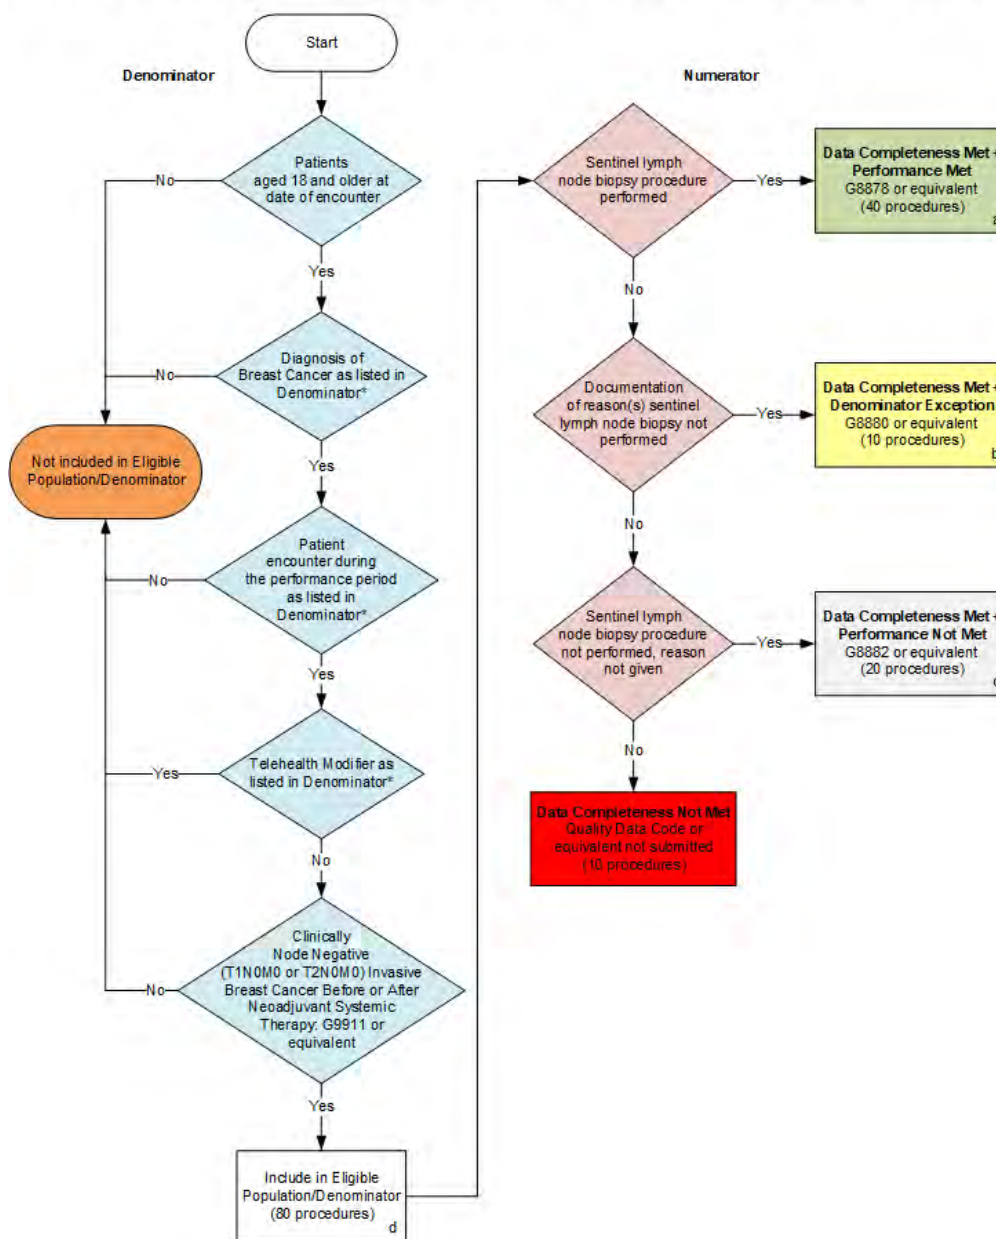 Start
Denominator
Patients
aged 18 and older at
date of encounter
No
Yes
Diagnosis of
Breast Cancer as listed in
Denominator*
No
Not included in Eligible
Population/Denominator
Yes
Patient
encounter during
the performance period
as listed in
Denominator*
No
Yes
Telehealth Modifier as
listed in Denominator*
Yes
No
Clinically
Node Negative
(T1N0M0 or T2N0M0) Invasive
Breast Cancer Before or After
Neoadjuvant Systemic
Therapy: G9911 or
equivalent
No
Yes
Include in Eligible
Population/Denominator
(80 procedures)
d
Numerator
Sentinel lymph
node biopsy procedure
performed
Yes
Data Completeness Met +
Performance Met
G8878 or equivalent
(40 procedures)
a
No
Documentation
of reason(s) sentinel
lymph node biopsy not
performed
Yes
Data Completeness Met +
Denominator Exception
G8880 or equivalent
(10 procedures)
b
No
Sentinel lymph
node biopsy procedure
not performed, reason
not given
Yes
Data Completeness Met +
Performance Not Met
G8882 or equivalent
(20 procedures)
c
No
Data Completeness Not Met
Quality Data Code or
equivalent not submitted
(10 procedures)